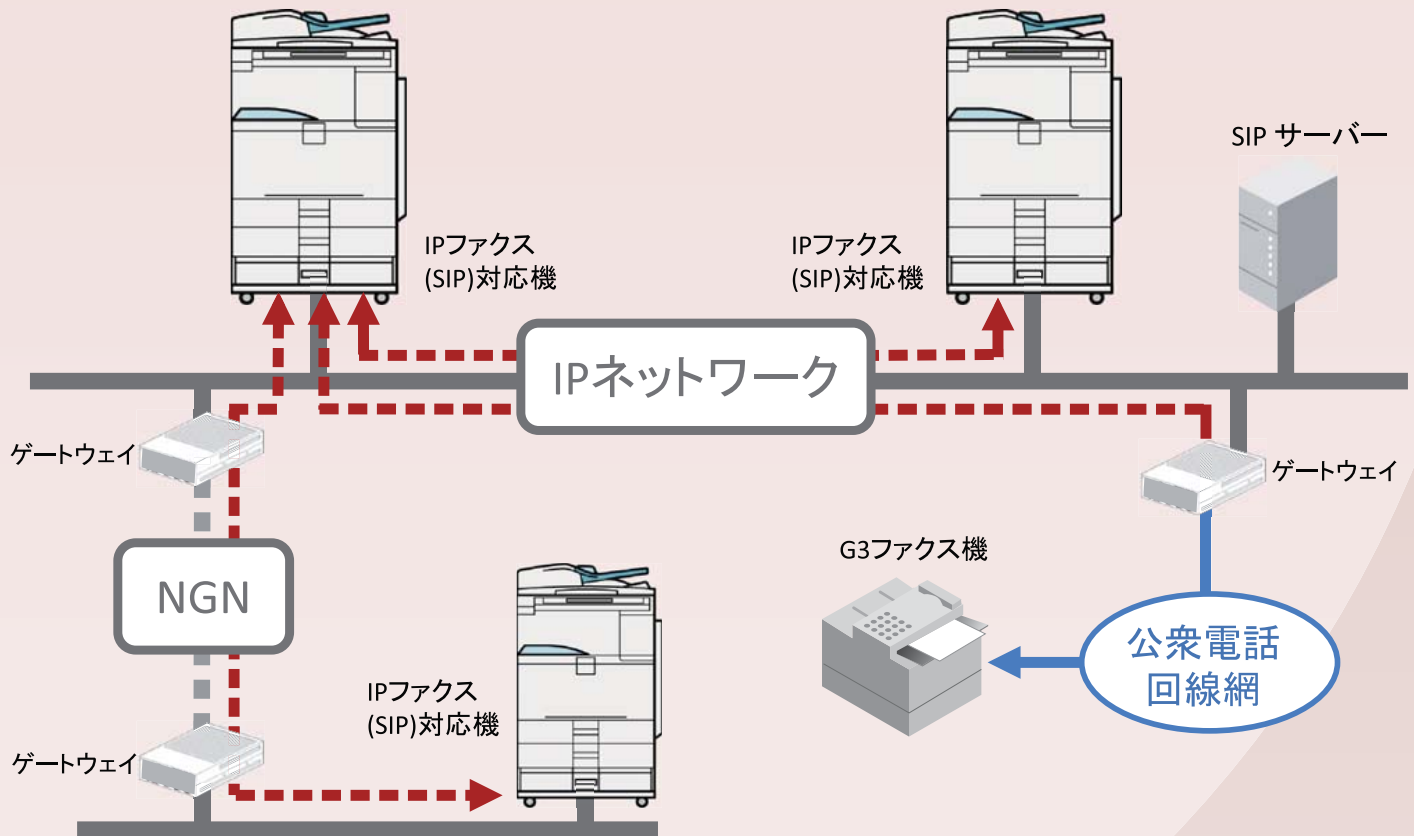 SIP サーバー
IPファクス
(SIP)対応機
IPファクス
(SIP)対応機
IPネットワーク
ゲートウェイ
ゲートウェイ
G3ファクス機
NGN
公衆電話
回線網
IPファクス
(SIP)対応機
ゲートウェイ